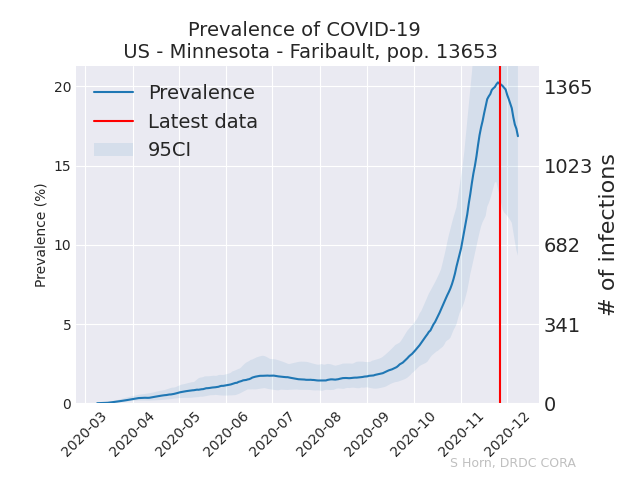 Prevalence of COVID-19
US - Minnesota - Faribault, pop. 13653
Prevalence
Latest data
95CI
Prevalence (%)
20
15
10
5
0
1365
1023
682
341
0
# of infections
2020-03
2020-04
2020-05
2020-06
2020-07
2020-08
2020-09
2020-10
2020-11
2020-12
S Horn, DRDC CORA